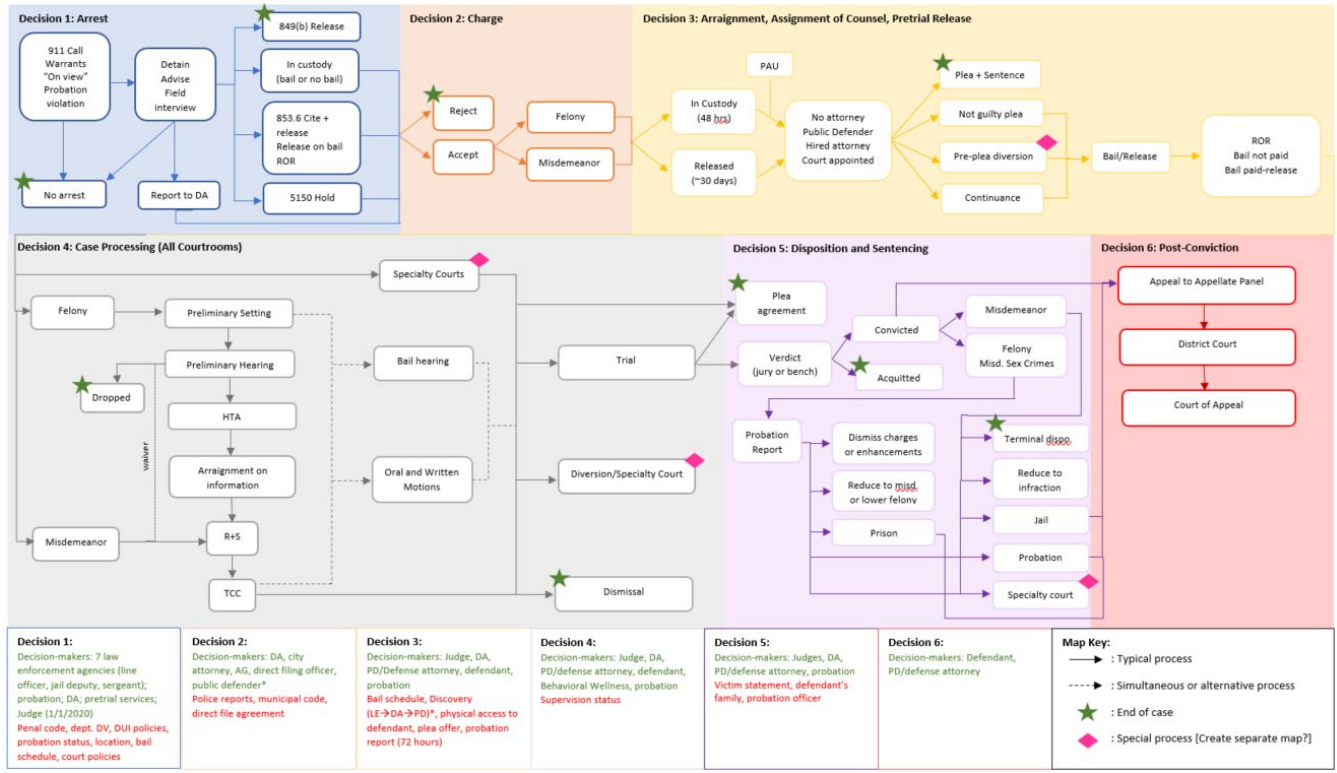 Decision 1: Arrest
911 Call
Warrants
"On view"
Probation
violation
Detain
Advise
Field
interview
849(b) Release
In custody
(bail or no bail)
853.6 Cite +
release
Release on bail
ROR
5150 Hold
No arrest
Report to DA
Decision 2: Charge
Reject
Accept
Felony
Misdemeanor
Decision 3: Arraignment, Assignment of Counsel, Pretrial Release
PAU
In Custody
(48 hrs)
Released
(~30 days)
No attorney
Public Defender
Hired attorney
Court appointed
Plea + Sentence
Not guilty plea
Pre-plea diversion
Continuance
Bail/Release
ROR
Bail not paid
Bail paid-release
Decision 4: Case Processing (All Courtrooms)
Specialty Courts
Felony
Preliminary Setting
Preliminary Hearing
Dropped
HTA
waiver
Arraignment on
information
Misdemeanor
R+S
TCC
Bail hearing
Oral and Written
Motions
Trial
Diversion/Specialty Court
Dismissal
Decision 5: Disposition and Sentencing
Plea
agreement
Verdict
(jury or bench)
Convicted
Acquitted
Misdemeanor
Felony
Misd. Sex Crimes
Probation
Report
Dismiss charges
or enhancements
Reduce to misd.
or lower felony
Prison
Terminal dispo.
Reduce to
infraction
Jail
Probation
Specialty court
Decision 6: Post-Conviction
Appeal to Appellate Panel
District Court
Court of Appeal
Decision 1:
Decision-makers: 7 law
enforcement agencies (line
officer, jail deputy, sergeant);
probation; DA; pretrial services;
Judge (1/1/2020)
Penal code, dept. DV, DUI policies,
probation status, location, bail
schedule, court policies
Decision 2:
Decision-makers: DA, city
attorney, AG, direct filing officer,
public defender*
Police reports, municipal code,
direct file agreement
Decision 3:
Decision-makers: Judge, DA,
PD/Defense attorney, defendant,
probation
Bail schedule, Discovery
(LE→DA→PD)*, physical access to
defendant, plea offer, probation
report (72 hours)
Decision 4:
Decision-makers: Judge, DA,
PD/defense attorney, defendant,
Behavioral Wellness, probation
Supervision status
Decision 5:
Decision-makers: Judges, DA,
PD/defense attorney, probation
Victim statement, defendant's
family, probation officer
Decision 6:
Decision-makers: Defendant,
PD/defense attorney
Map Key:
: Typical process
: Simultaneous or alternative process
: End of case
: Special process [Create separate map?]